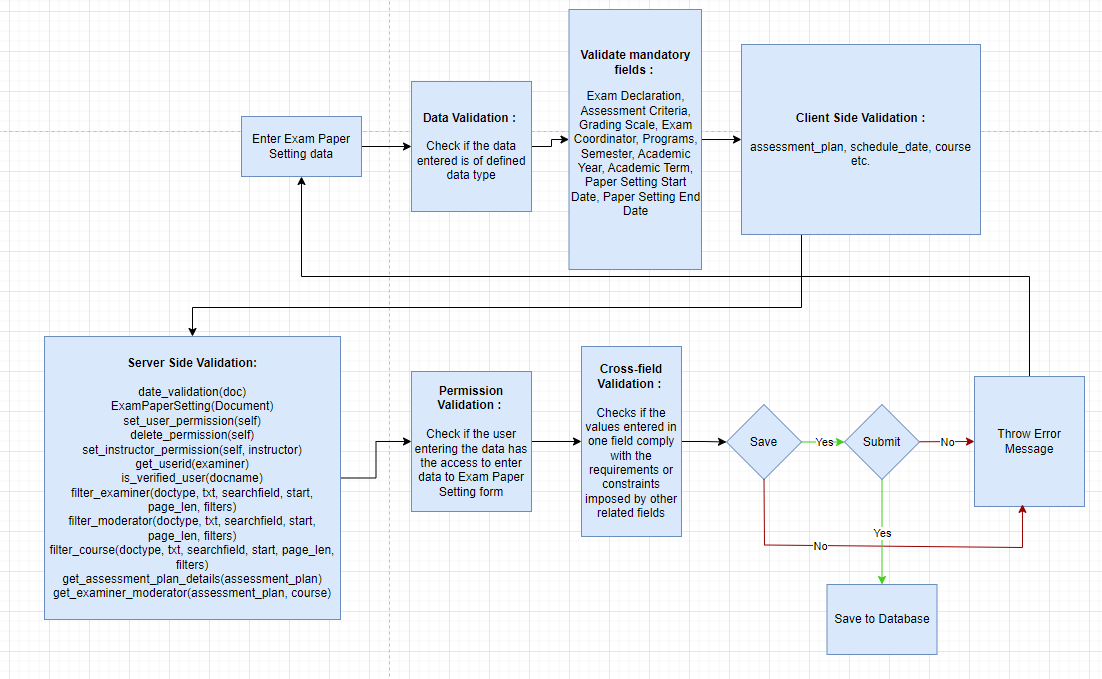 Enter Exam Paper
Setting data
Data Validation :
Check if the data
entered is of defined
data type
Validate mandatory
fields :
Exam Declaration,
Assessment Criteria,
Grading Scale, Exam
Coordinator, Programs,
Semester, Academic
Year, Academic Term,
Paper Setting Start
Date, Paper Setting End
Date
Client Side Validation :
assessment_plan, schedule_date, course
etc.
Server Side Validation:
date_validation(doc)
ExamPaperSetting(Document)
set_user_permission(self)
delete_permission(self)
set_instructor_permission(self, instructor)
get_userid(examiner)
is_verified_user(docname)
filter_examiner(doctype, txt, searchfield, start,
page_len, filters)
filter_moderator(doctype, txt, searchfield, start,
page_len, filters)
filter_course(doctype, txt, searchfield, start, page_len,
filters)
get_assessment_plan_details(assessment_plan)
get_examiner_moderator(assessment_plan, course)
Permission
Validation :
Check if the user
entering the data has
the access to enter
data to Exam Paper
Setting form
Cross-field
Validation :
Checks if the
values entered in
one field comply
with the
requirements or
constraints
imposed by other
related fields
Save
Yes
Submit
No
Throw Error
Message
Yes
No
Save to Database